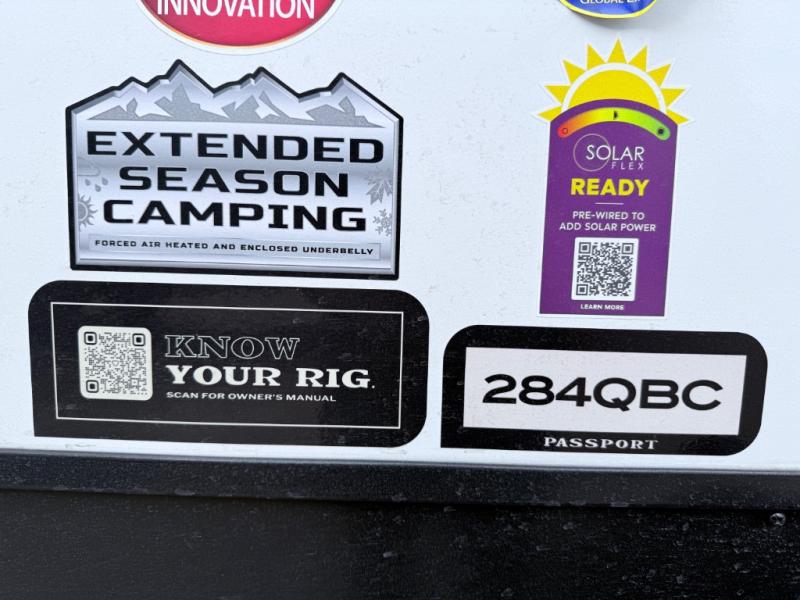 INNOVATION
EXTENDED
SEASON
CAMPING
FORCED AIR HEATED AND ENCLOSED UNDERBELLY
SOLAR
FLEX
READY
PRE-WIRED TO
ADD SOLAR POWER
LEARN MORE
KNOW
YOUR RIG.
SCAN FOR OWNER'S MANUAL
284QBC
PASSPORT